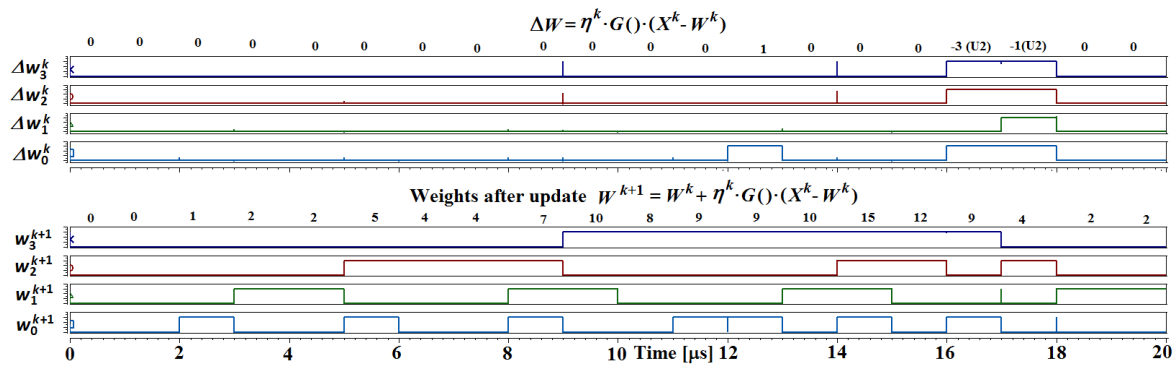 ΔW = η^k·G()·(X^k - W^k)
0 0 0 0 0 0 0 0 0 0 0 0 1 0 0 0 -3 (U2) -1(U2) 0 0
Δw_3^k
Δw_2^k
Δw_1^k
Δw_0^k
Weights after update W^{k+1} = W^k + η^k·G()·(X^k - W^k)
0 0 1 2 2 5 4 4 7 10 8 9 9 10 15 12 9 4 2 2
w_3^{k+1}
w_2^{k+1}
w_1^{k+1}
w_0^{k+1}
0 2 4 6 8 10 Time [μs] 12 14 16 18 20